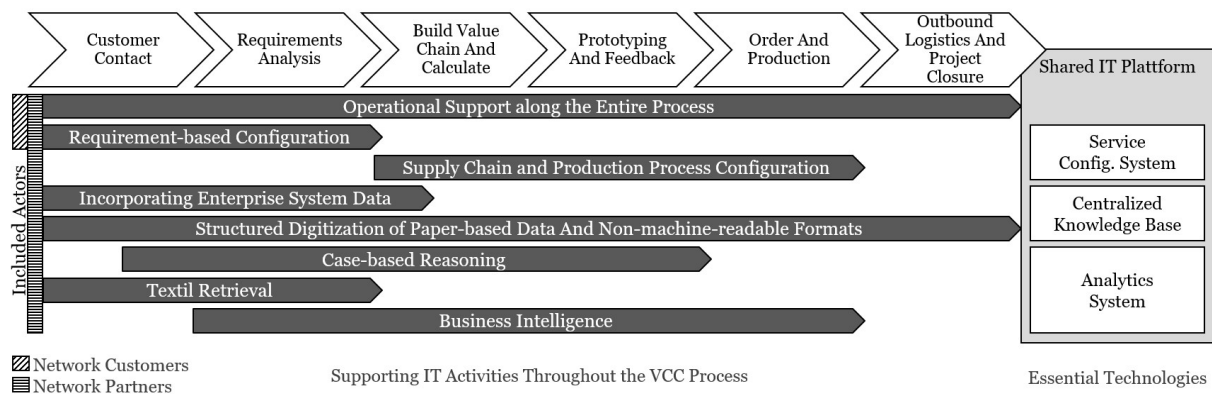 Customer
Contact
Requirements
Analysis
Build Value
Chain And
Calculate
Prototyping
And Feedback
Order And
Production
Outbound
Logistics And
Project
Closure
Shared IT Plattform
Included Actors
Operational Support along the Entire Process
Requirement-based Configuration
Supply Chain and Production Process Configuration
Service
Config. System
Incorporating Enterprise System Data
Structured Digitization of Paper-based Data And Non-machine-readable Formats
Centralized
Knowledge Base
Case-based Reasoning
Textil Retrieval
Business Intelligence
Analytics
System
Network Customers
Network Partners
Supporting IT Activities Throughout the VCC Process
Essential Technologies